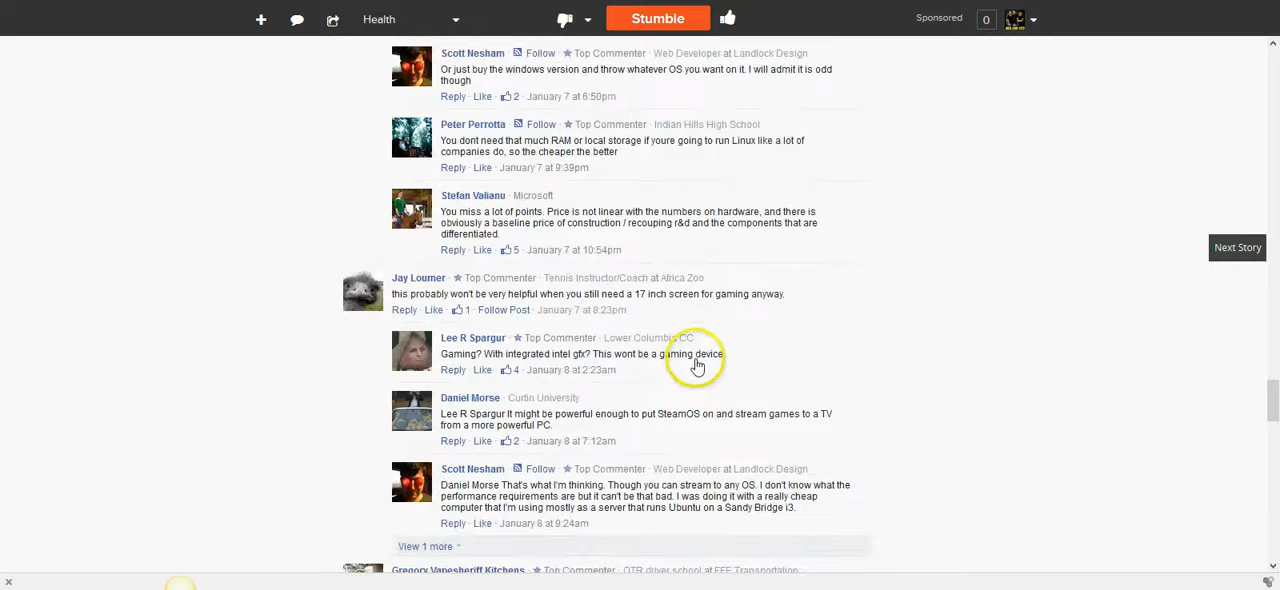 Health
Stumble
Sponsored
0
Scott Nesham Follow Top Commenter · Web Developer at Landlock Design
Or just buy the windows version and throw whatever OS you want on it. I will admit it is odd
though
Reply · Like · 2 · January 7 at 6:50pm
Peter Perrotta · Follow · Top Commenter · Indian Hills High School
You dont need that much RAM or local storage if youre going to run Linux like a lot of
companies do, so the cheaper the better
Reply · Like · January 7 at 9:39pm
Stefan Valianu · Microsoft
You miss a lot of points. Price is not linear with the numbers on hardware, and there is
obviously a baseline price of construction / recouping r&d and the components that are
differentiated.
Reply · Like · 5 · January 7 at 10:54pm
Next Story
Jay Loumer · Top Commenter · Tennis Instructor/Coach at Africa Zoo
this probably won't be very helpful when you still need a 17 inch screen for gaming anyway.
Reply · Like · 1 · Follow Post · January 7 at 8:23pm
Lee R Spargur · Top Commenter · Lower Columbia CC
Gaming? With integrated intel gfx? This wont be a gaming device
Reply · Like · 4 · January 8 at 2:23am
Daniel Morse · Curtin University
Lee R Spargur It might be powerful enough to put SteamOS on and stream games to a TV
from a more powerful PC.
Reply · Like · 2 · January 8 at 7:12am
Scott Nesham Follow · Top Commenter · Web Developer at Landlock Design
Daniel Morse That's what I'm thinking. Though you can stream to any OS. I don't know what the
performance requirements are but it can't be that bad. I was doing it with a really cheap
computer that I'm using mostly as a server that runs Ubuntu on a Sandy Bridge i3.
Reply · Like · January 8 at 9:24am
View 1 more
Gregory Vapesheriff Kitchens · Top Commenter · OTR driver school at FFE Transportation